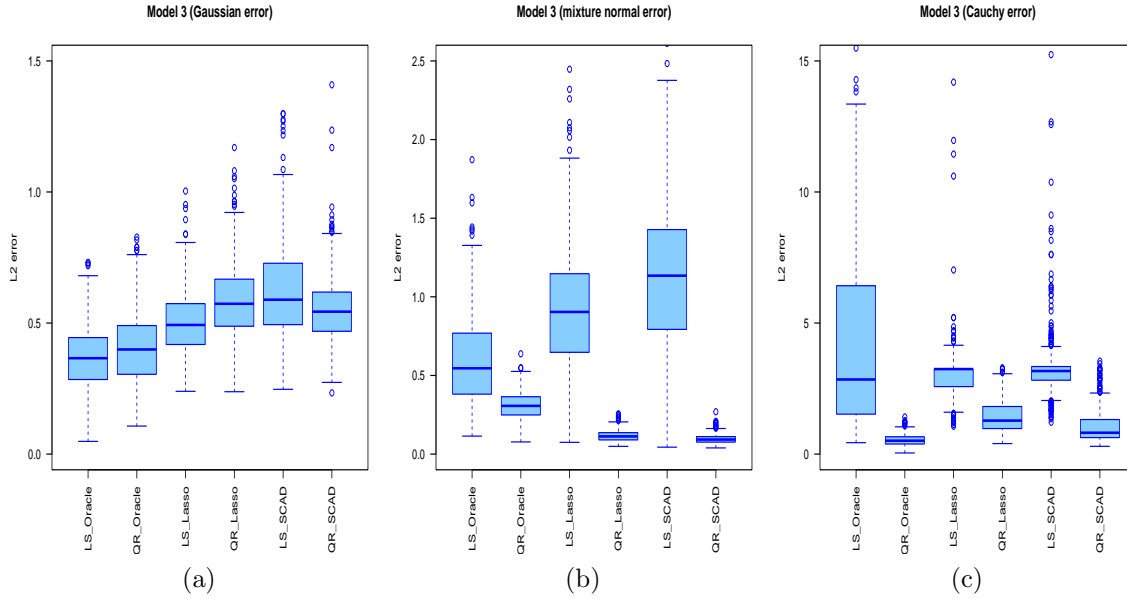 Model 3 (Gaussian error)
L2 error
0.0
0.5
1.0
1.5
LS_Oracle
QR_Oracle
LS_Lasso
QR_Lasso
LS_SCAD
QR_SCAD
(a)
Model 3 (mixture normal error)
L2 error
0.0
0.5
1.0
1.5
2.0
2.5
LS_Oracle
QR_Oracle
LS_Lasso
QR_Lasso
LS_SCAD
QR_SCAD
(b)
Model 3 (Cauchy error)
L2 error
0
5
10
15
LS_Oracle
QR_Oracle
LS_Lasso
QR_Lasso
LS_SCAD
QR_SCAD
(c)